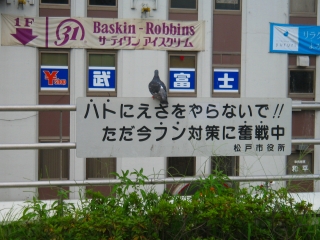 1F
31
Baskin-Robbins
サーティワン アイスクリーム
¥
武
富
士
ハトにえさをやらないで!!
ただ今フン対策に奮戦中
松戸市役所